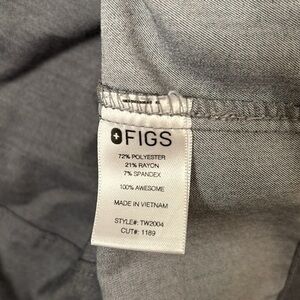 FIGS
72% POLYESTER
21% RAYON
7% SPANDEX
100% AWESOME
MADE IN VIETNAM
STYLE#: TW2004
CUT#: 1189